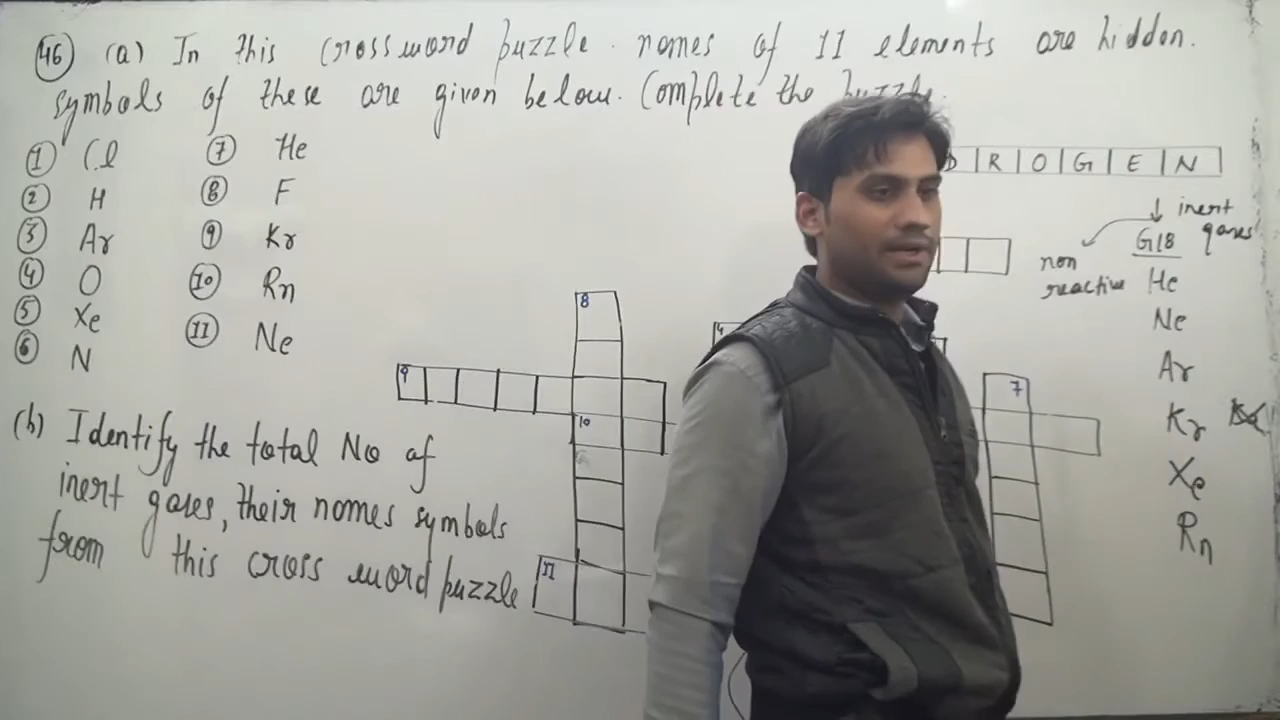 46 (a) In this Crossword puzzle. names of 11 elements are hidden.
symbols of these are given below. Complete the puzzle.
① Cl
② H
③ Ar
④ O
⑤ Xe
⑥ N
⑦ He
⑧ F
⑨ Kr
⑩ Rn
⑪ Ne
(b) Identify the total No of
inert gases, their names symbols
from this cross word puzzle
D R O G E N
inert
gases
G18
non
reactive
He
Ne
Ar
Kr
Xe
Rn
8
9
10
11
4
7